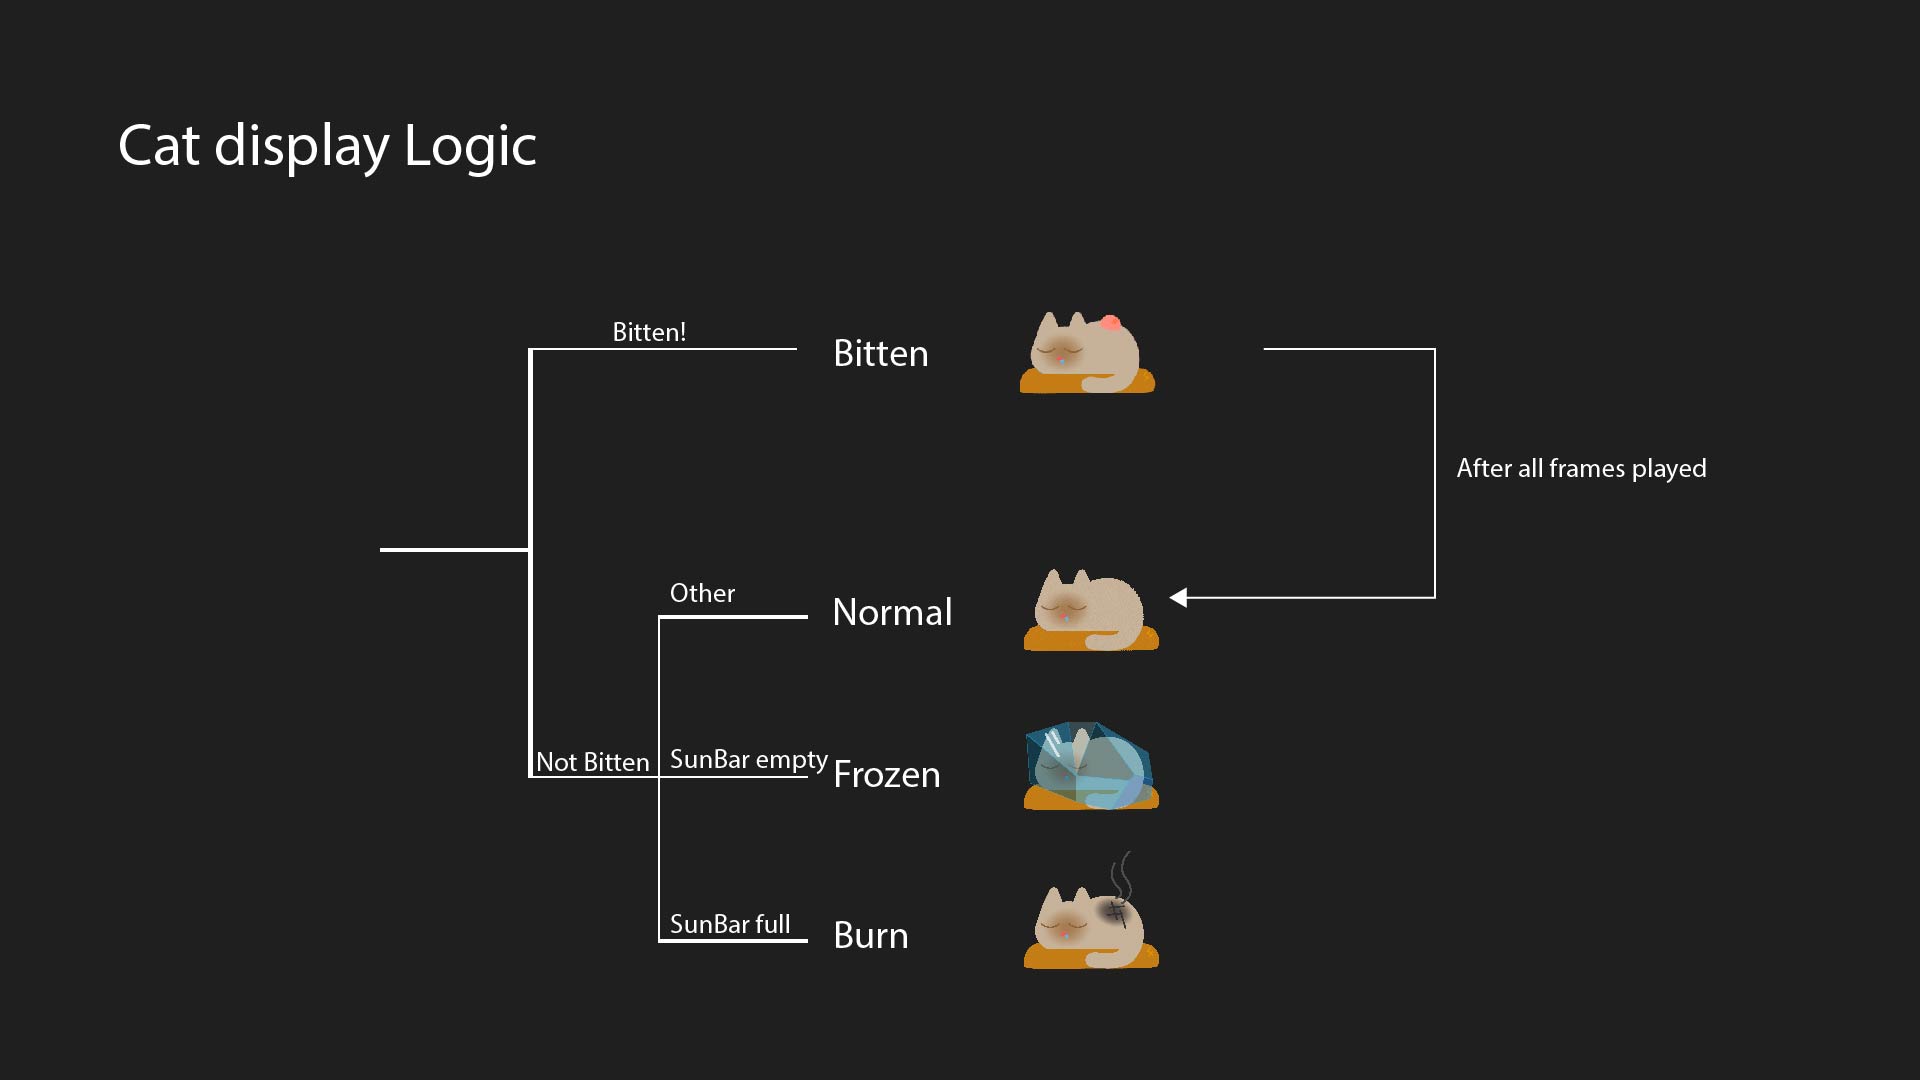 Cat display Logic
Bitten!
Bitten
After all frames played
Other
Normal
Not Bitten
SunBar empty
Frozen
SunBar full
Burn